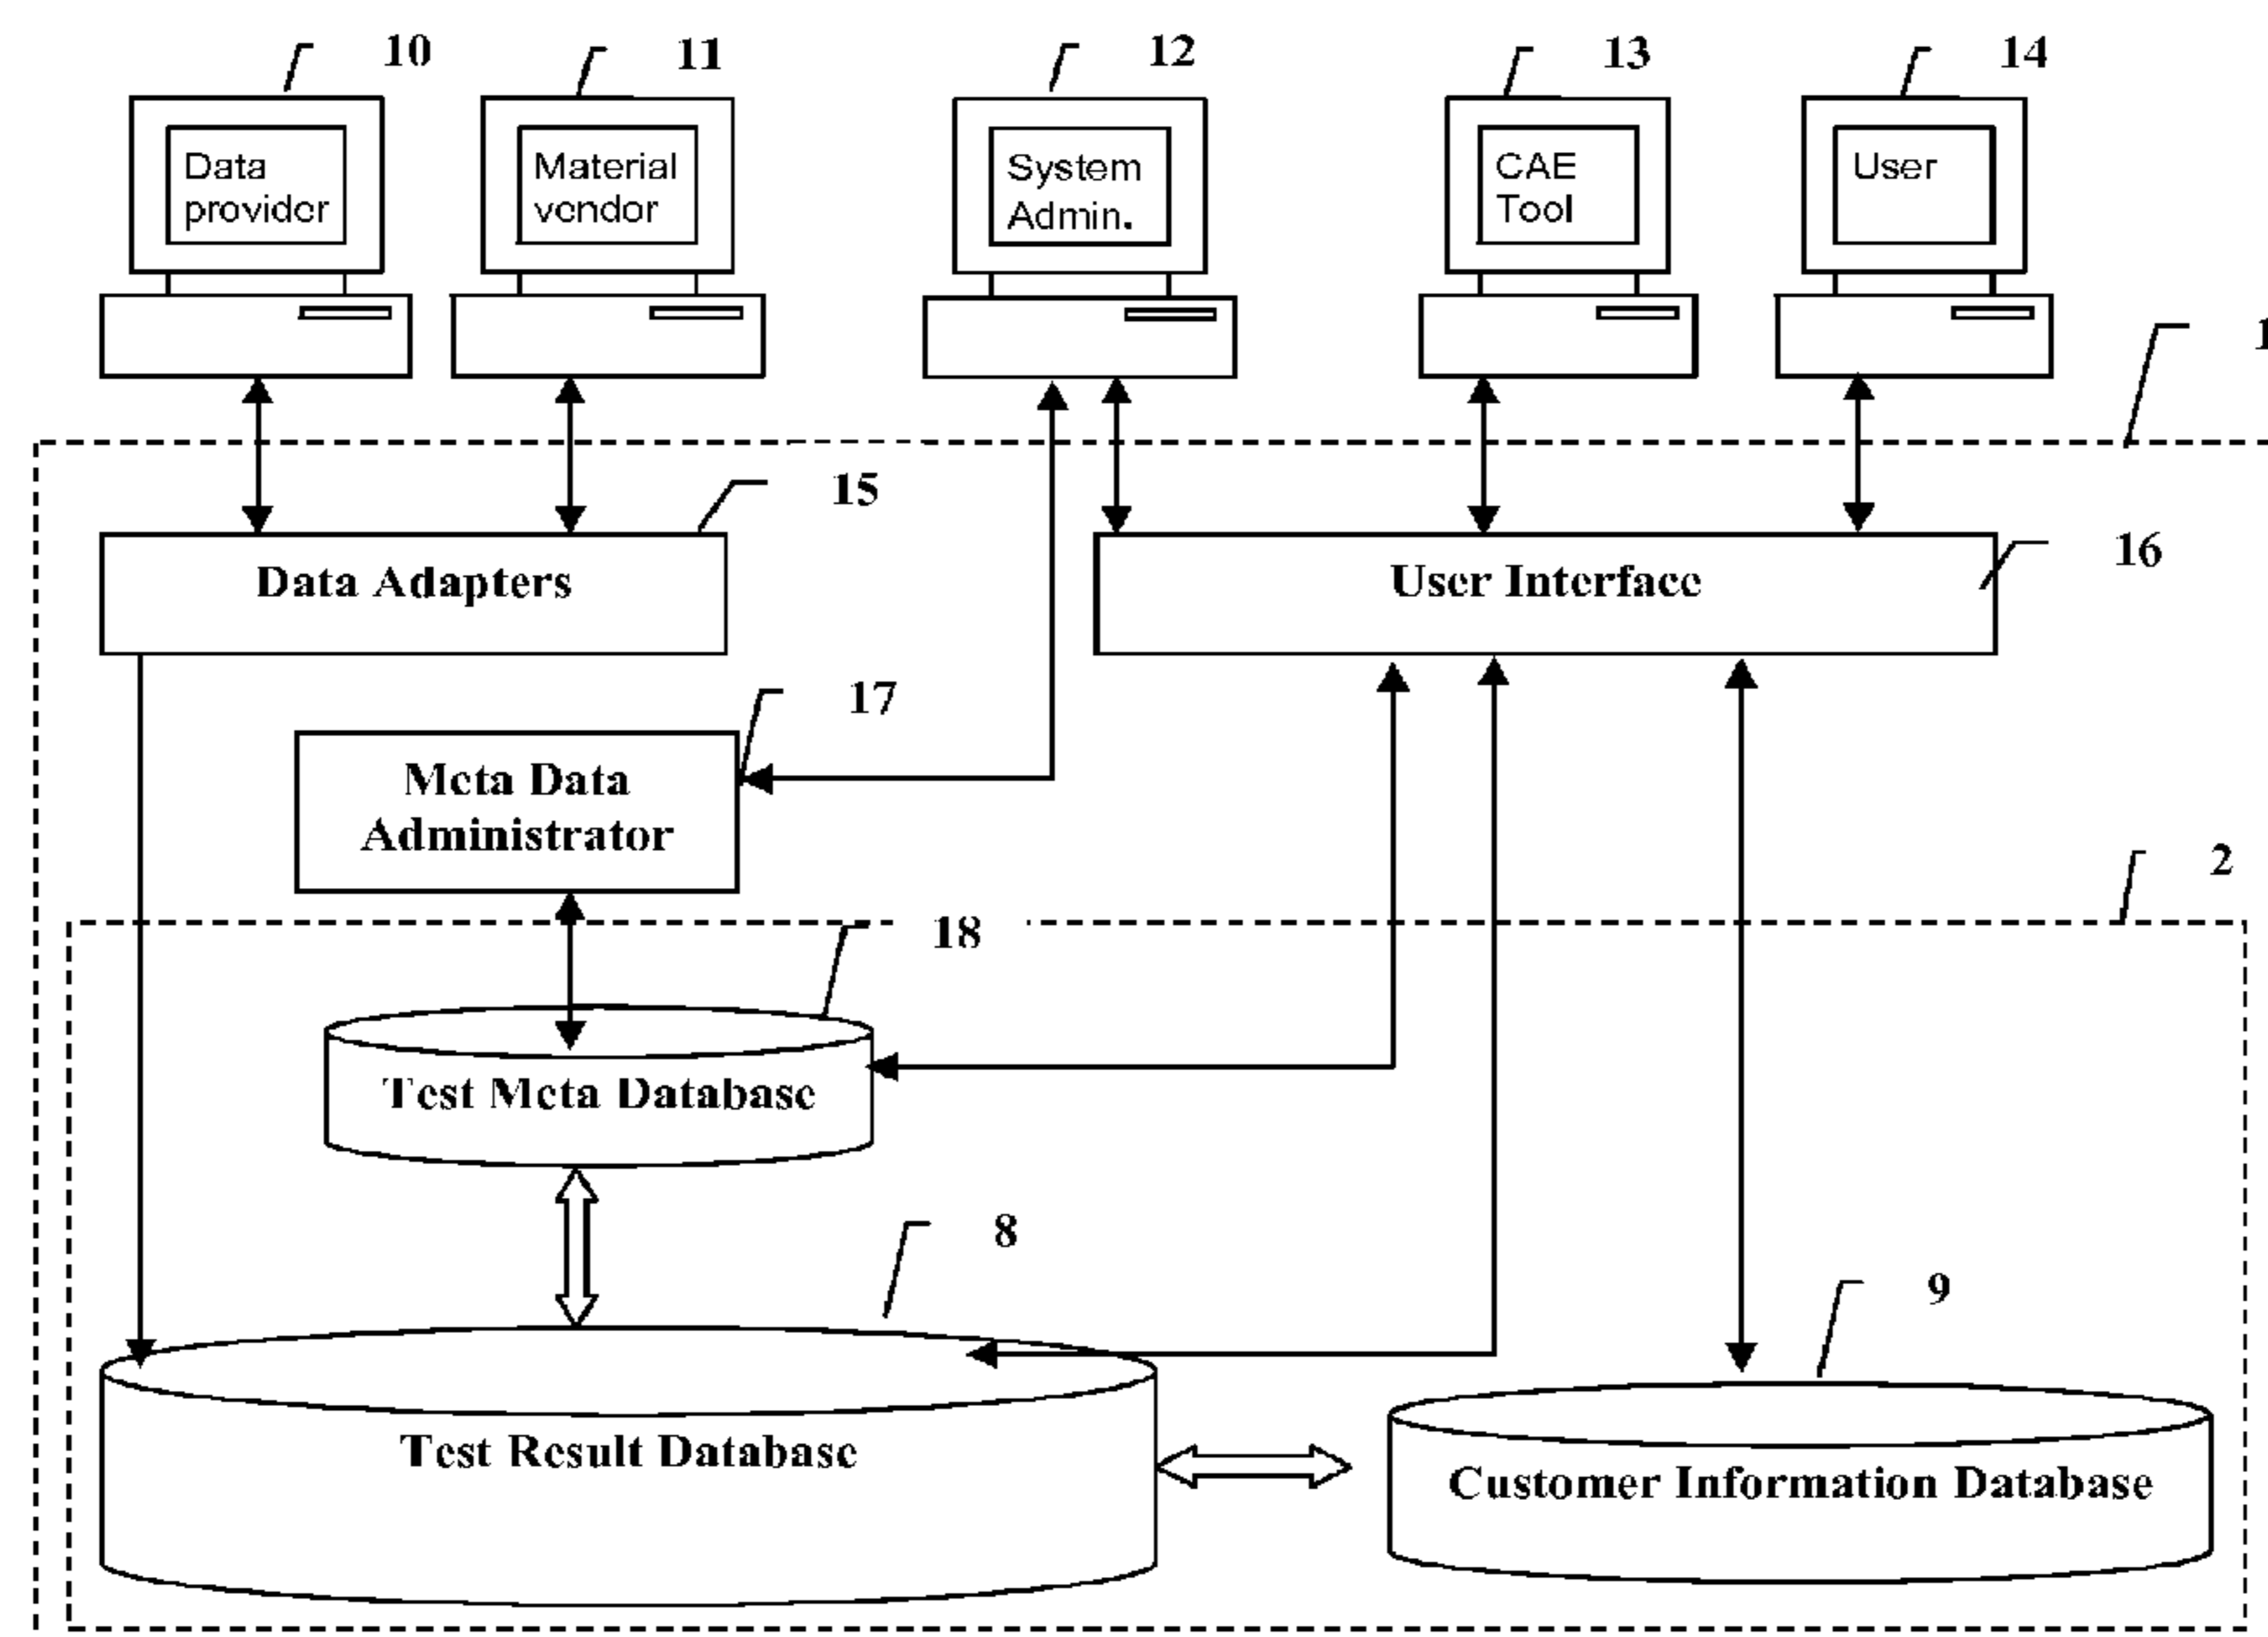 10
11
12
13
14
Data
provider
Material
vendor
System
Admin.
CAE
Tool
User
1
15
16
Data Adapters
User Interface
17
Meta Data
Administrator
2
18
Test Meta Database
8
9
Test Result Database
Customer Information Database